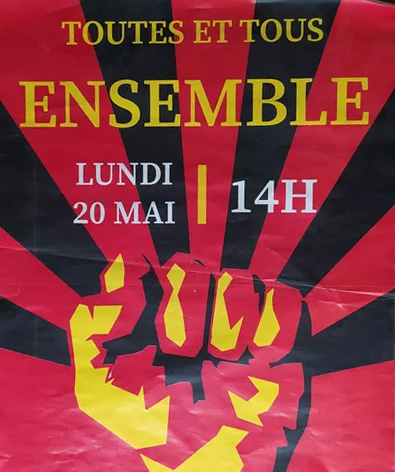 TOUTES ET TOUS
ENSEMBLE
LUNDI
20 MAI
14H